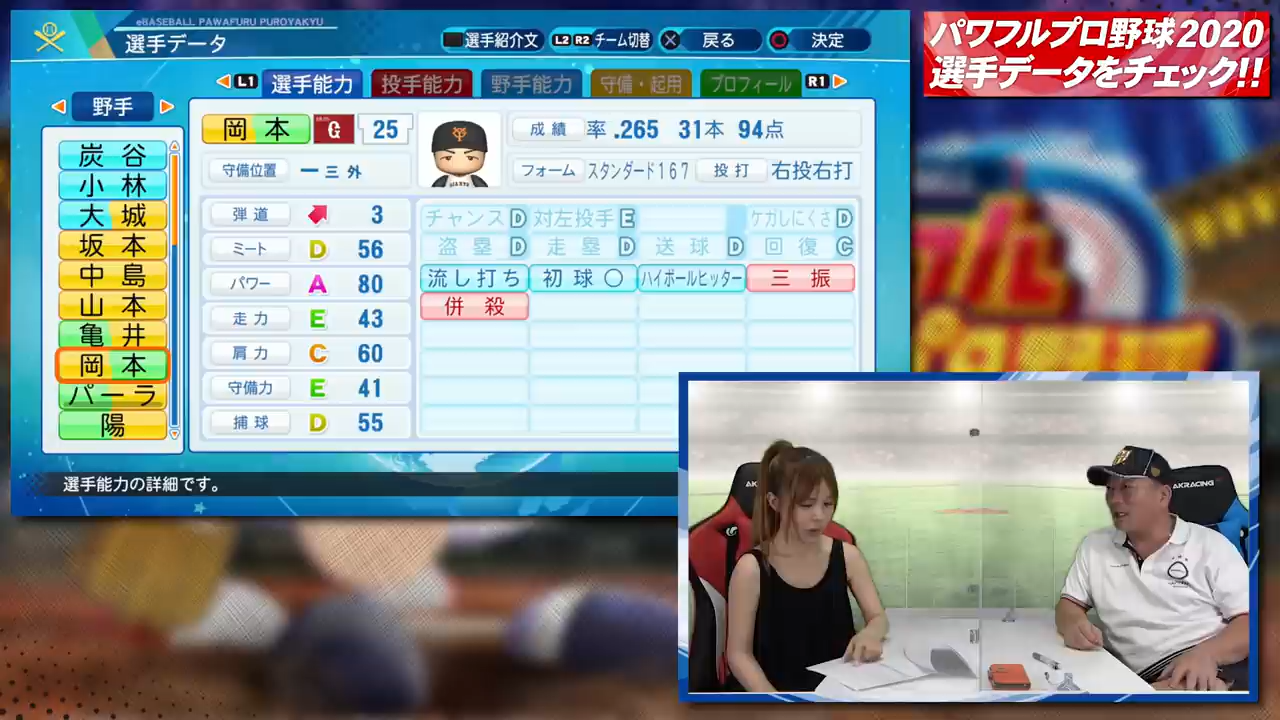 eBASEBALL PAWAFURU PUROYAKYU
選手データ
選手紹介文 L2 R2 チーム切替 戻る 決定
パワフルプロ野球2020
選手データをチェック!!
L1 選手能力 投手能力 野手能力 守備・起用 プロフィール R1
野手
炭谷
小林
大城
坂本
中島
山本
亀井
岡本
パーラ
陽
岡本 G 25
成績 率 .265 31本 94点
守備位置 一三外
フォーム スタンダード167 投打 右投右打
弾道 3
ミート D 56
パワー A 80
走力 E 43
肩力 C 60
守備力 E 41
捕球 D 55
チャンス D 対左投手 E ケガしにくさ D
盗塁 D 走塁 D 送球 D 回復 C
流し打ち 初球○ ハイボールヒッター 三振
併殺
選手能力の詳細です。
AKRACING